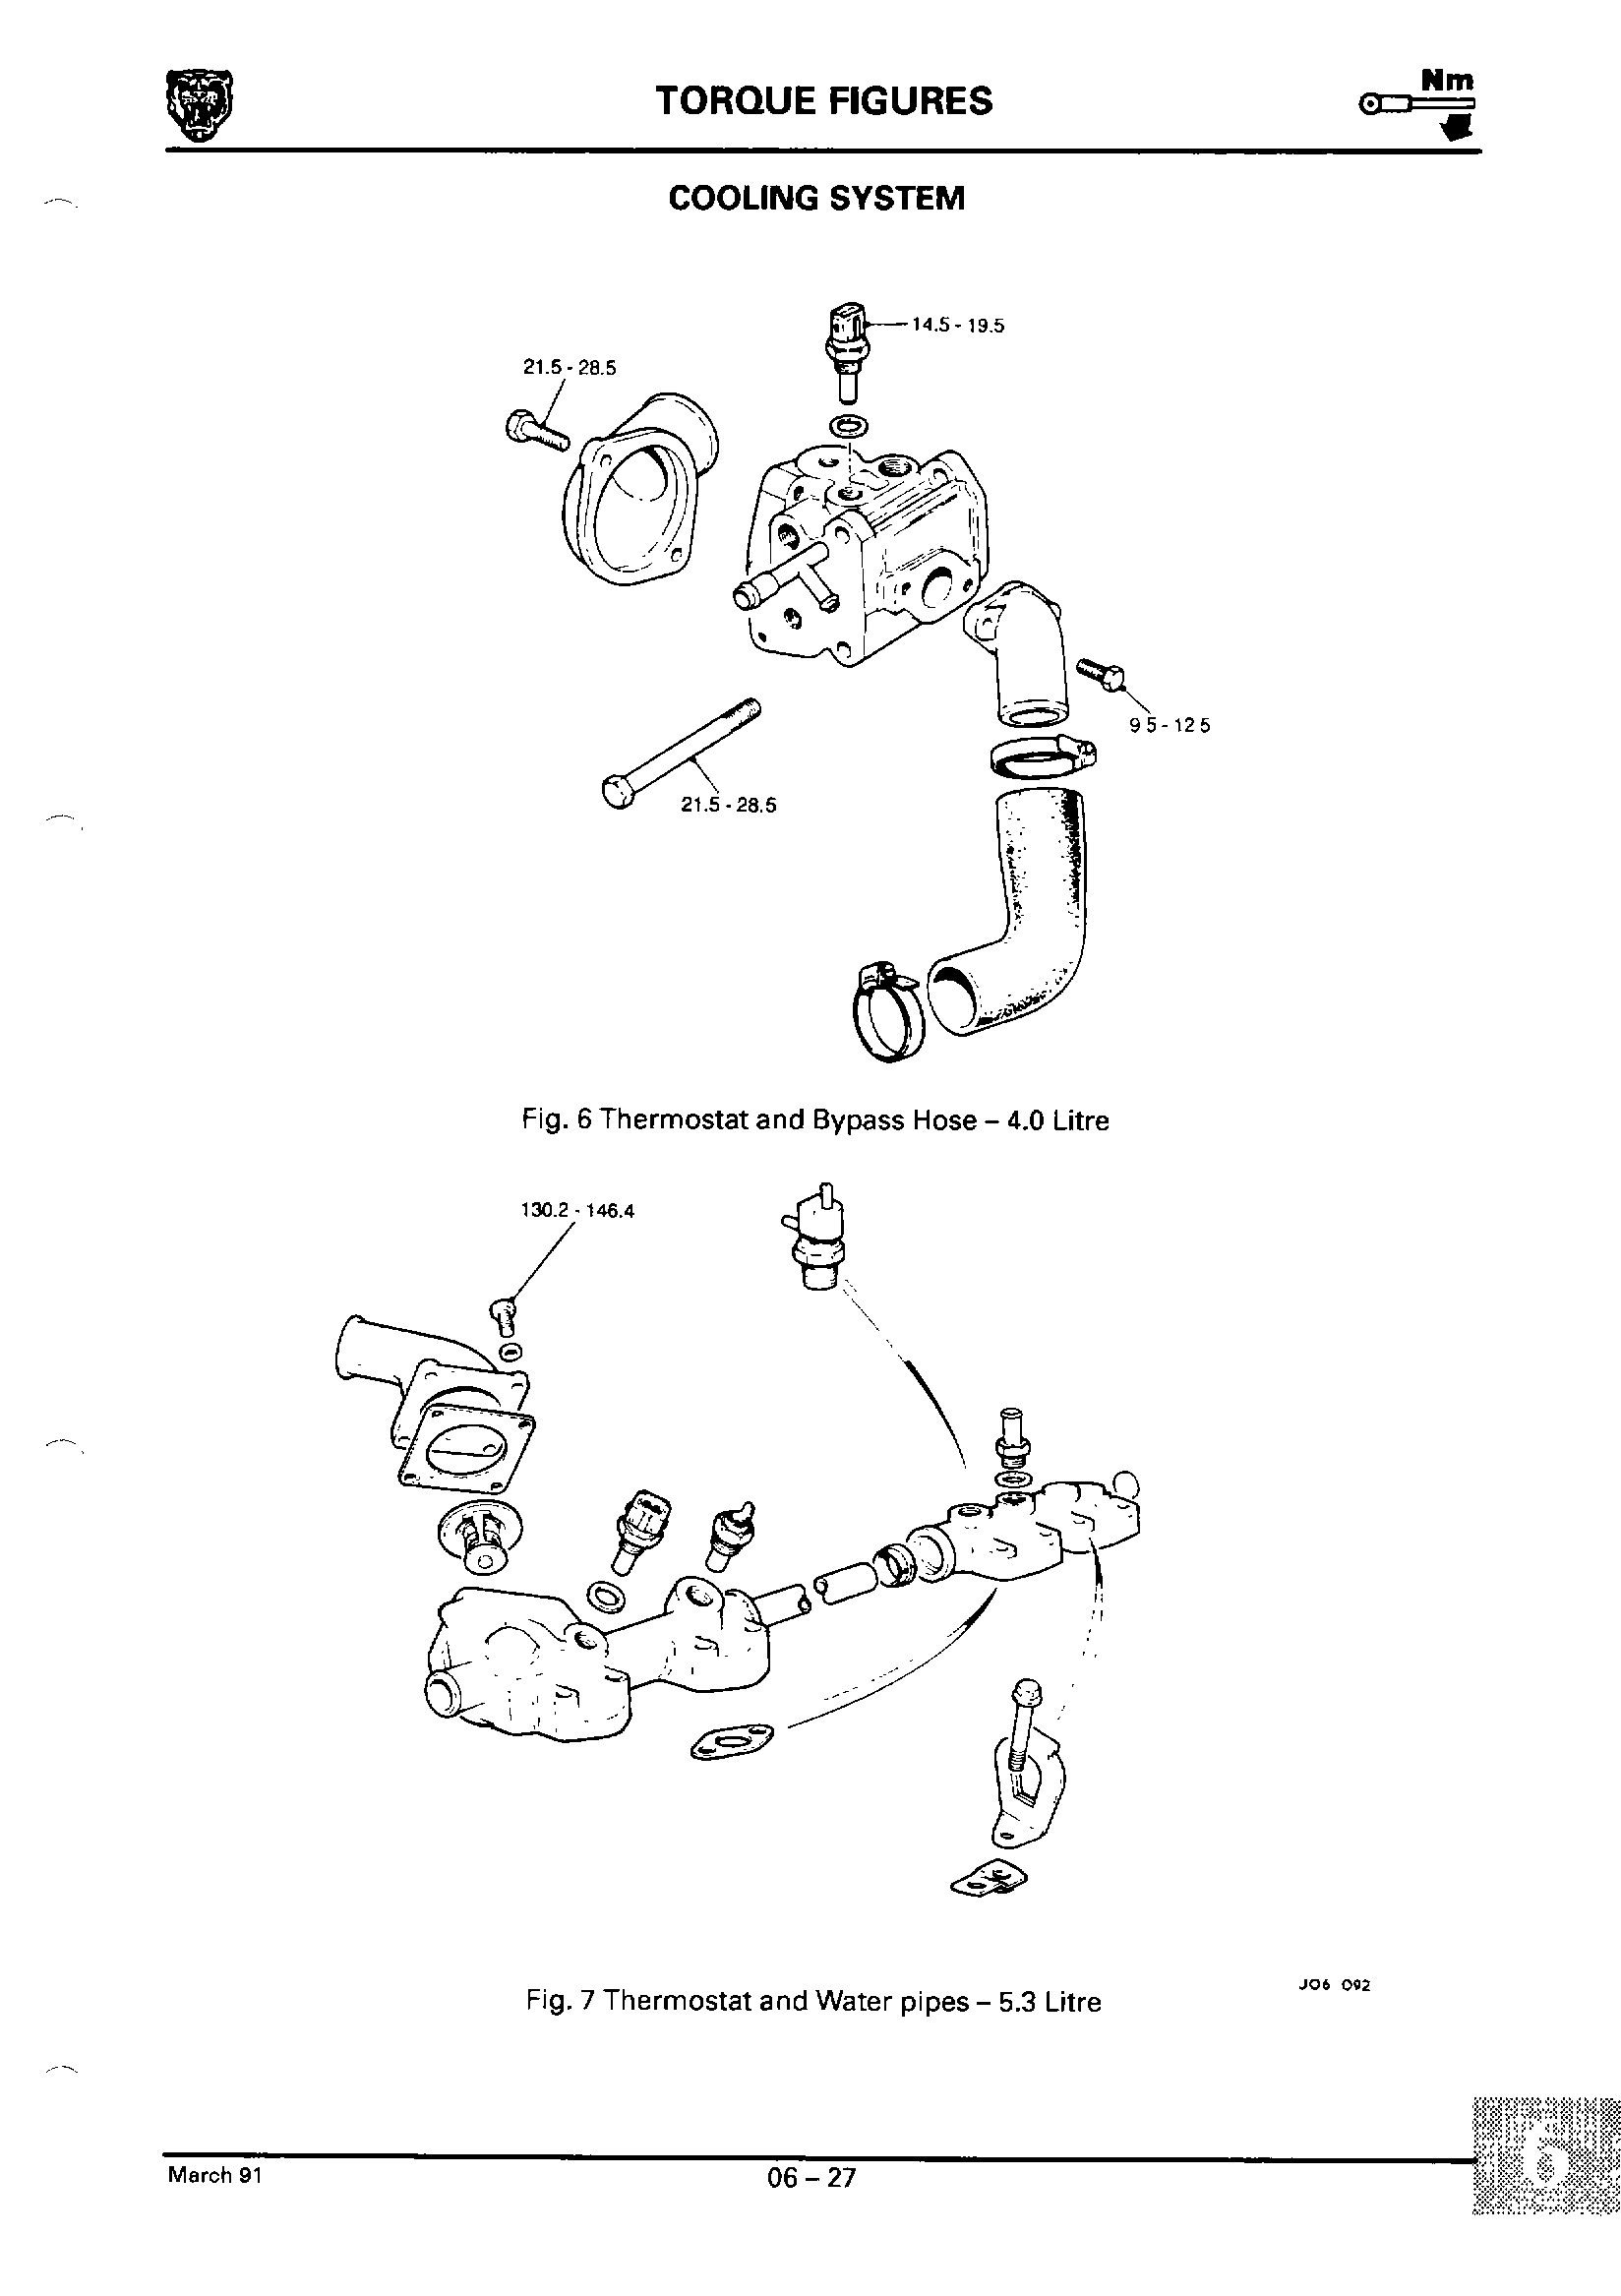 Nm
TORQUE FIGURES
COOLING SYSTEM
14.5 - 19.5
21.5 - 28.5
9 5 - 12 5
21.5 - 28.5
Fig. 6 Thermostat and Bypass Hose – 4.0 Litre
130.2 - 146.4
J06 092
Fig. 7 Thermostat and Water pipes – 5.3 Litre
6
March 91
06 – 27